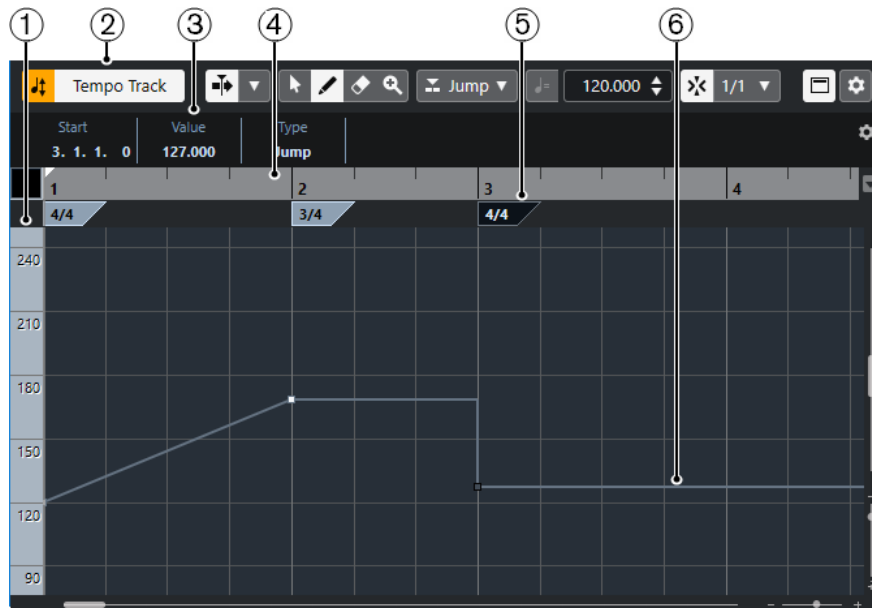 1 2 3 4 5 6
Tempo Track Jump 120.000 1/1
Start Value Type
3. 1. 1. 0 127.000 Jump
1 2 3 4
4/4 3/4 4/4
240
210
180
150
120
90